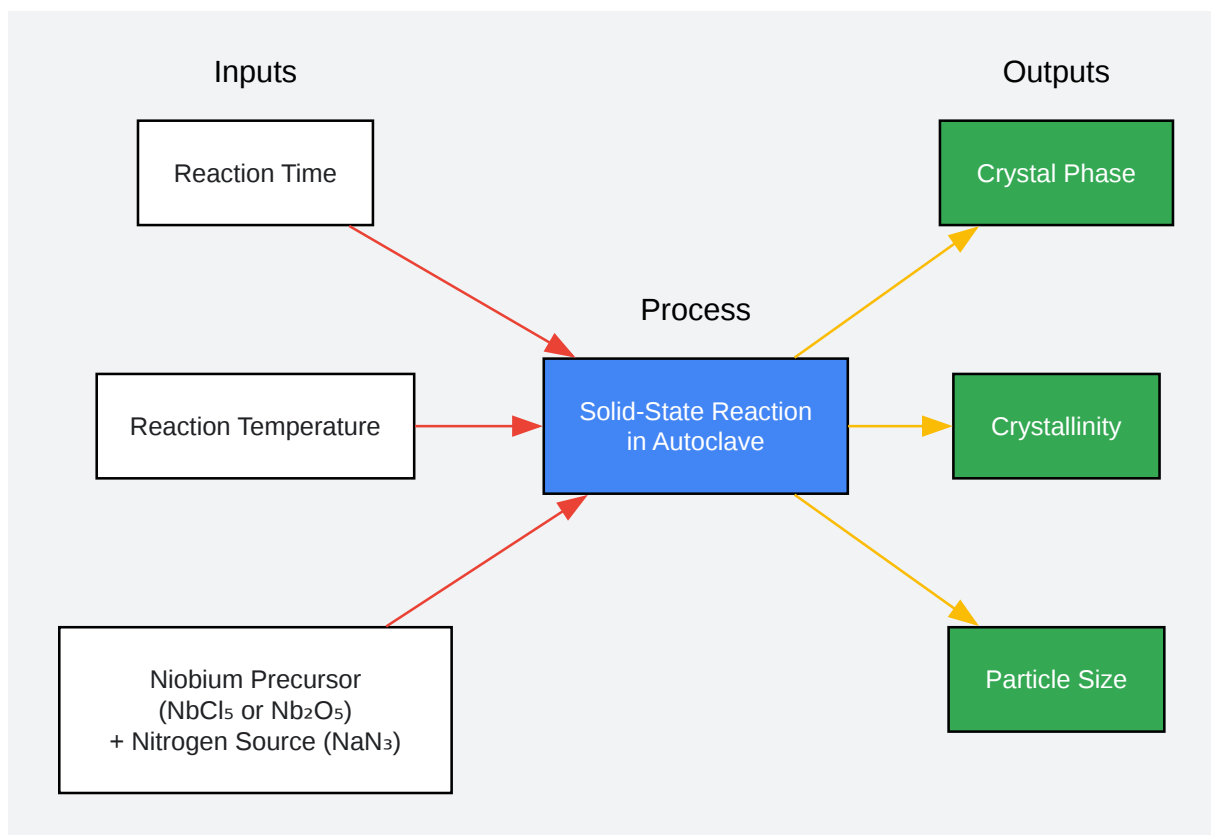 Inputs
Outputs
Reaction Time
Crystal Phase
Process
Reaction Temperature
Solid-State Reaction
in Autoclave
Crystallinity
Niobium Precursor
(NbCl₅ or Nb₂O₅)
+ Nitrogen Source (NaN₃)
Particle Size